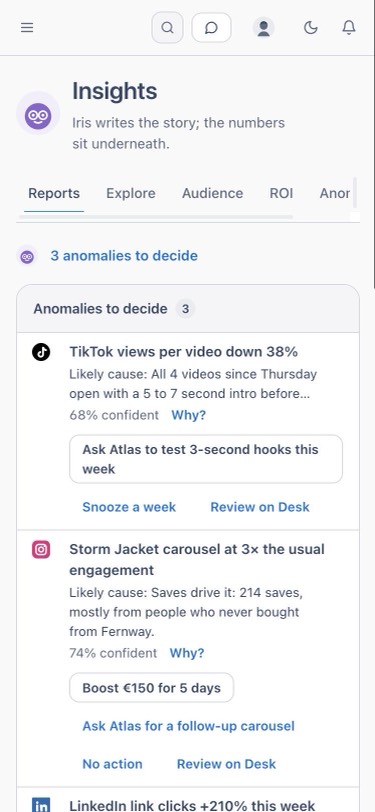 Insights
Iris writes the story; the numbers
sit underneath.
Reports Explore Audience ROI Anor
3 anomalies to decide
Anomalies to decide 3
TikTok views per video down 38%
Likely cause: All 4 videos since Thursday
open with a 5 to 7 second intro before...
68% confident Why?
Ask Atlas to test 3-second hooks this
week
Snooze a week Review on Desk
Storm Jacket carousel at 3× the usual
engagement
Likely cause: Saves drive it: 214 saves,
mostly from people who never bought
from Fernway.
74% confident Why?
Boost €150 for 5 days
Ask Atlas for a follow-up carousel
No action Review on Desk
LinkedIn link clicks +210% this week